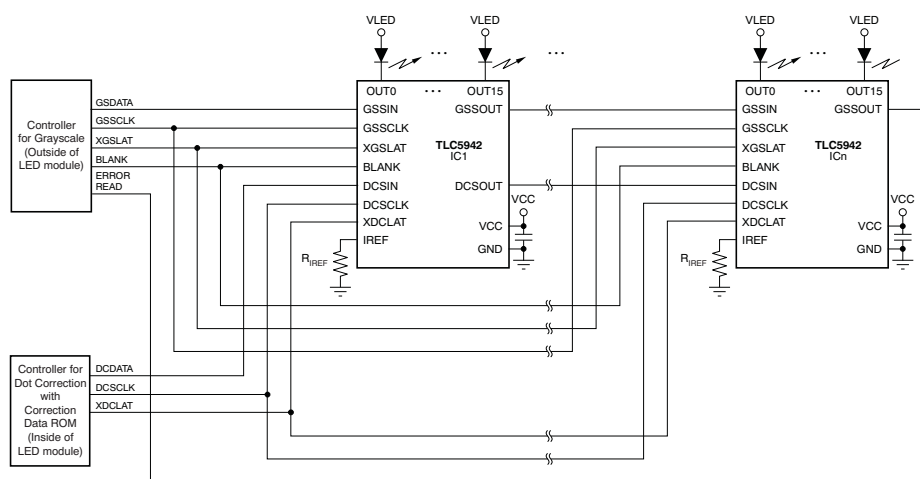 VLED
VLED
VLED
VLED
...
...
...
...
OUT0
...
OUT15
OUT0
...
OUT15
Controller
for Grayscale
(Outside of
LED module)
GSDATA
GSSCLK
XGSLAT
BLANK
ERROR
READ
GSSIN
GSSCLK
XGSLAT
BLANK
DCSIN
DCSCLK
XDCLAT
IREF
GSSOUT
TLC5942
IC1
DCSOUT
VCC
GND
VCC
RIREF
GSSIN
GSSCLK
XGSLAT
BLANK
DCSIN
DCSCLK
XDCLAT
IREF
GSSOUT
TLC5942
ICn
VCC
GND
VCC
RIREF
Controller for
Dot Correction
with
Correction
Data ROM
(Inside of
LED module)
DCDATA
DCSCLK
XDCLAT